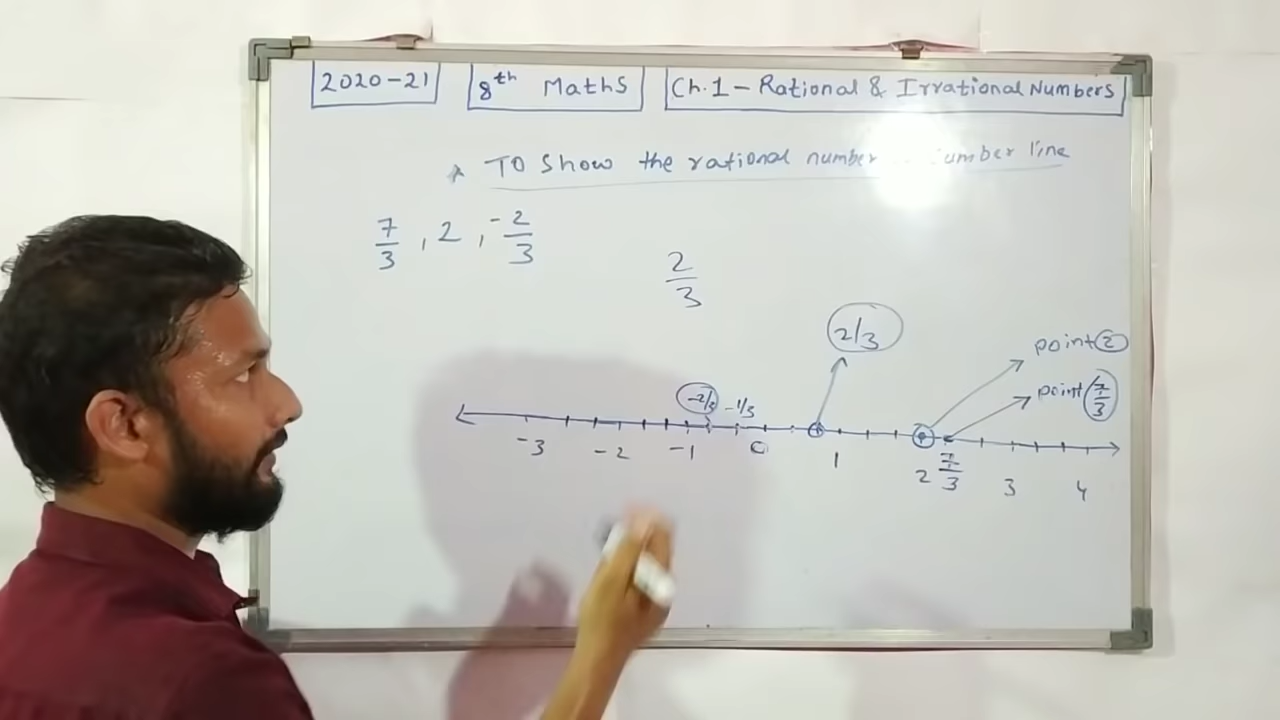 2020-21 8th Maths Ch.1 - Rational & Irrational Numbers
* To Show the rational number number line
7/3 , 2 , -2/3
2/3
2/3
point 2
point 7/3
-2/3 -1/3
-3 -2 -1 0 1 2 7/3 3 4